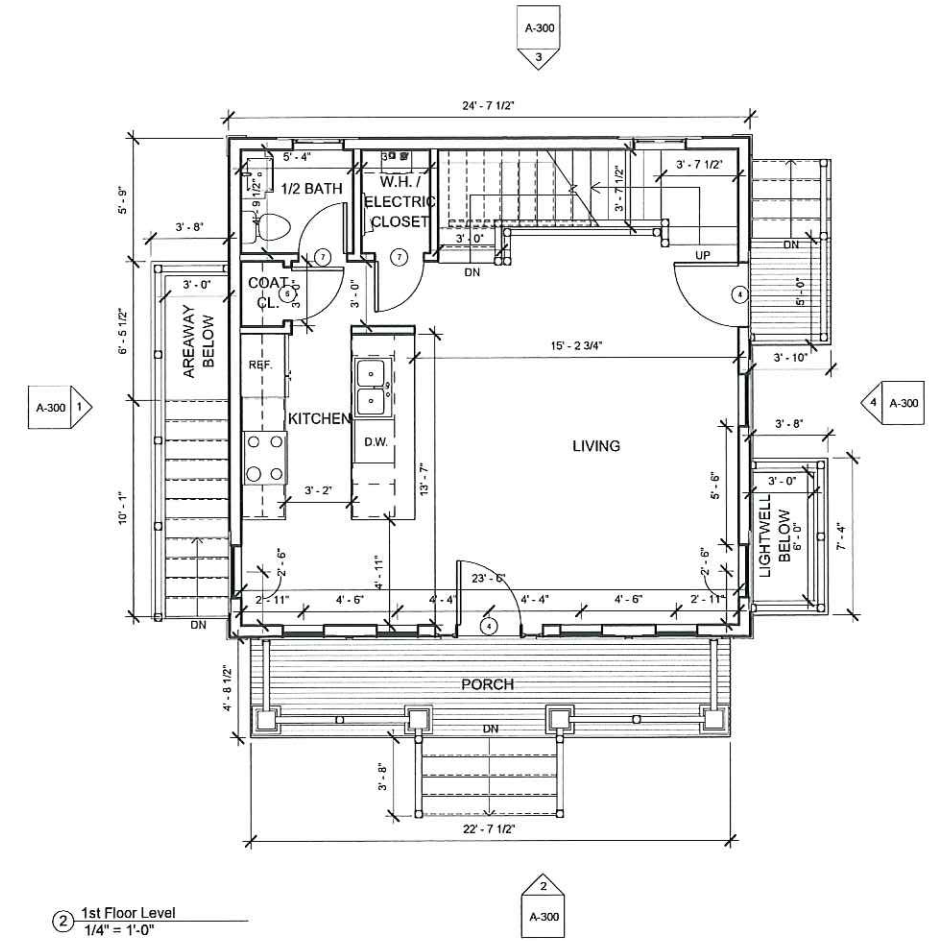 A-300
3
24' - 7 1/2"
5' - 4"
3' - 7 1/2"
5' - 9"
1/2 BATH
W.H. /
ELECTRIC
CLOSET
3' - 7 1/2"
3' - 8"
3' - 0"
7
7
DN
UP
DN
3' - 0"
COAT
CL.
6
3' - 0"
3' - 0"
4
5' - 0"
AREAWAY
BELOW
6' - 5 1/2"
15' - 2 3/4"
3' - 10"
REF.
A-300
1
KITCHEN
4
A-300
3' - 8"
D.W.
LIVING
3' - 2"
13' - 7"
5' - 6"
3' - 0"
LIGHTWELL
BELOW
6' - 0"
7' - 4"
10' - 1"
2' - 6"
4' - 11"
23' - 6"
2' - 6"
2' - 11"
4' - 6"
4' - 4"
4' - 4"
4' - 6"
2' - 11"
DN
4
4' - 8 1/2"
PORCH
DN
3' - 8"
22' - 7 1/2"
2
A-300
2
1st Floor Level
1/4" = 1'-0"